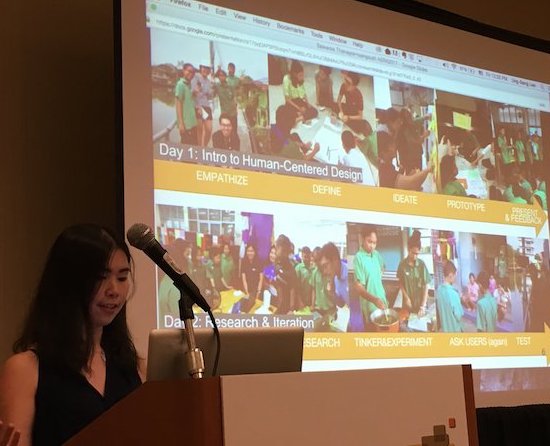 Firefox File Edit View History Bookmarks Tools Window Help
Day 1: Intro to Human-Centered Design
EMPATHIZE
DEFINE
IDEATE
PROTOTYPE
PRESENT
& FEEDBACK
Day 2: Research & Iteration
TINKER&EXPERIMENT
ASK USERS (again)
TEST